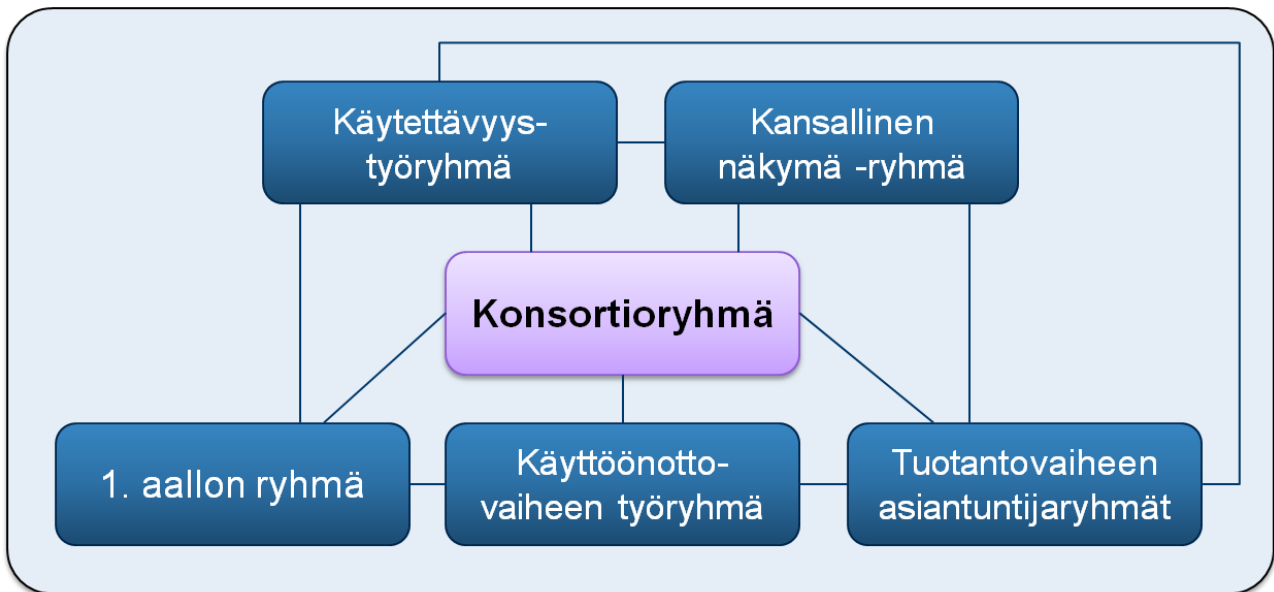 Käytettävyys-
työryhmä
Kansallinen
näkymä -ryhmä
Konsortioryhmä
1. aallon ryhmä
Käyttöönotto-
vaiheen työryhmä
Tuotantovaiheen
asiantuntijaryhmät